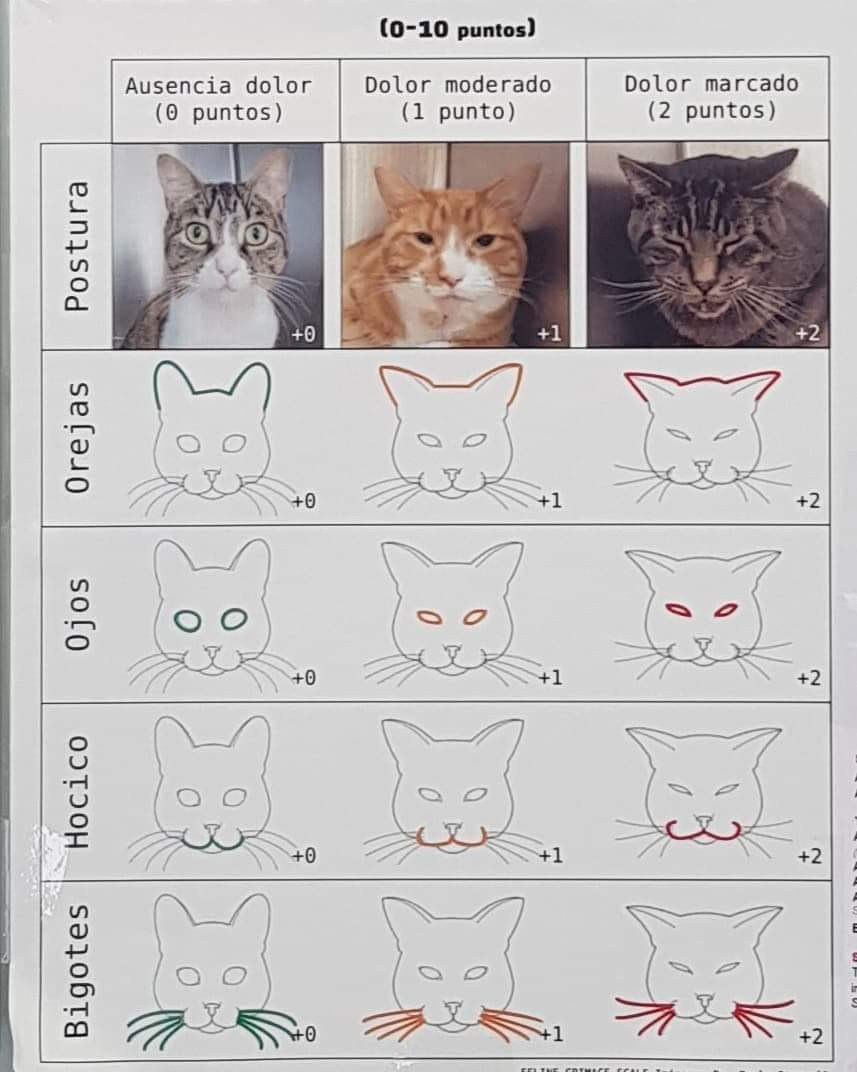 (0-10 puntos)
Ausencia dolor
(0 puntos)
Dolor moderado
(1 punto)
Dolor marcado
(2 puntos)
Postura
+0
+1
+2
Orejas
+0
+1
+2
Ojos
+0
+1
+2
Hocico
+0
+1
+2
Bigotes
+0
+1
+2
FELINE GRIMACE SCALE